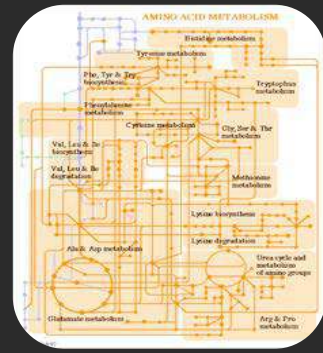 AMINO ACID METABOLISM
Histidine metabolism
Tyrosine metabolism
Phe, Tyr & Trp
biosynthesis
Tryptophan
metabolism
Phenylalanine
metabolism
Cysteine metabolism
Gly, Ser & Thr
metabolism
Val, Leu & Ile
biosynthesis
Val, Leu & Ile
degradation
Methionine
metabolism
Lysine biosynthesis
Lysine degradation
Ala & Asp metabolism
Urea cycle and
metabolism
of amino groups
Glutamate metabolism
Arg & Pro
metabolism